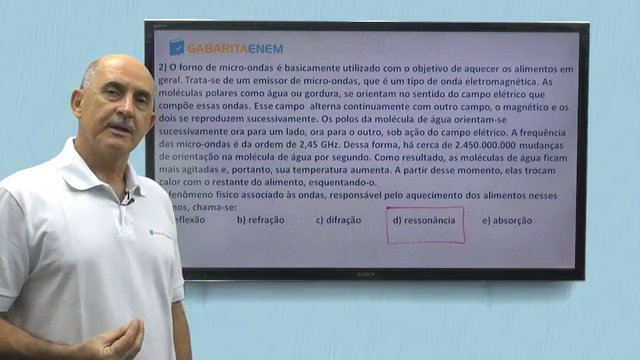 GABARITAENEM
2) O forno de micro-ondas é basicamente utilizado com o objetivo de aquecer os alimentos em
geral. Trata-se de um emissor de micro-ondas, que é um tipo de onda eletromagnética. As
moléculas polares como água ou gordura, se orientam no sentido do campo elétrico que
compõe essas ondas. Esse campo alterna continuamente com outro campo, o magnético e os
dois se reproduzem sucessivamente. Os polos da molécula de água orientam-se
sucessivamente ora para um lado, ora para o outro, sob ação do campo elétrico. A frequência
das micro-ondas é da ordem de 2,45 GHz. Dessa forma, há cerca de 2.450.000.000 mudanças
de orientação na molécula de água por segundo. Como resultado, as moléculas de água ficam
mais agitadas e, portanto, sua temperatura aumenta. A partir desse momento, elas trocam
calor com o restante do alimento, esquentando-o.
fenômeno físico associado às ondas, responsável pelo aquecimento dos alimentos nesses
chama-se:
b) refração c) difração d) ressonância e) absorção
SONY
GABARITAENEM